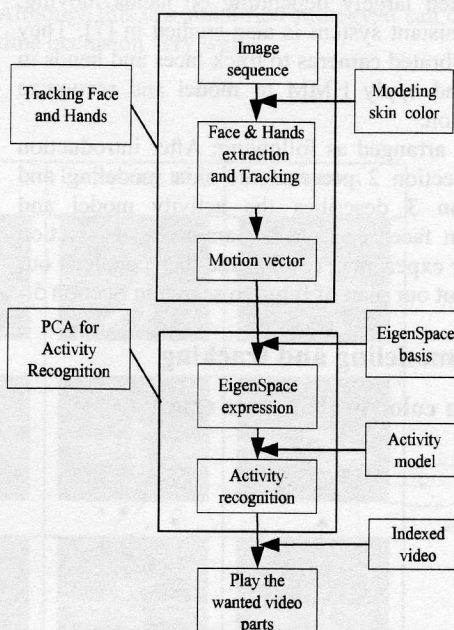 Image
sequence
Modeling
skin color
Tracking Face
and Hands
Face & Hands
extraction
and Tracking
Motion vector
PCA for
Activity
Recognition
EigenSpace
basis
EigenSpace
expression
Activity
model
Activity
recognition
Indexed
video
Play the
wanted video
parts